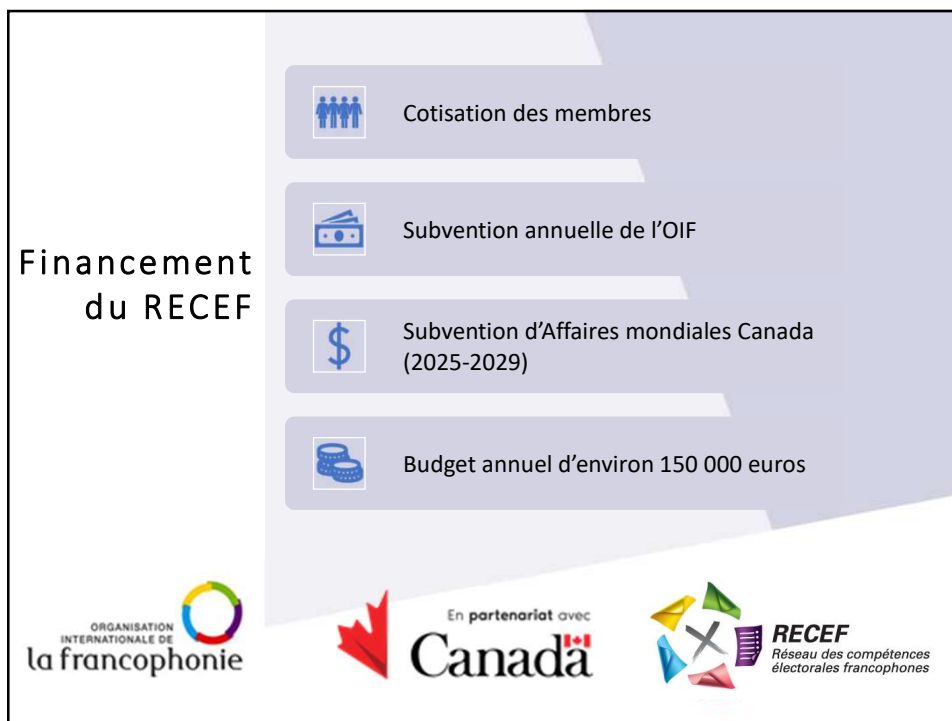 Financement
du RECEF
Cotisation des membres
Subvention annuelle de l’OIF
Subvention d’Affaires mondiales Canada
(2025-2029)
Budget annuel d’environ 150 000 euros
ORGANISATION
INTERNATIONALE DE
la francophonie
En partenariat avec
Canada
RECEF
Réseau des compétences
électorales francophones